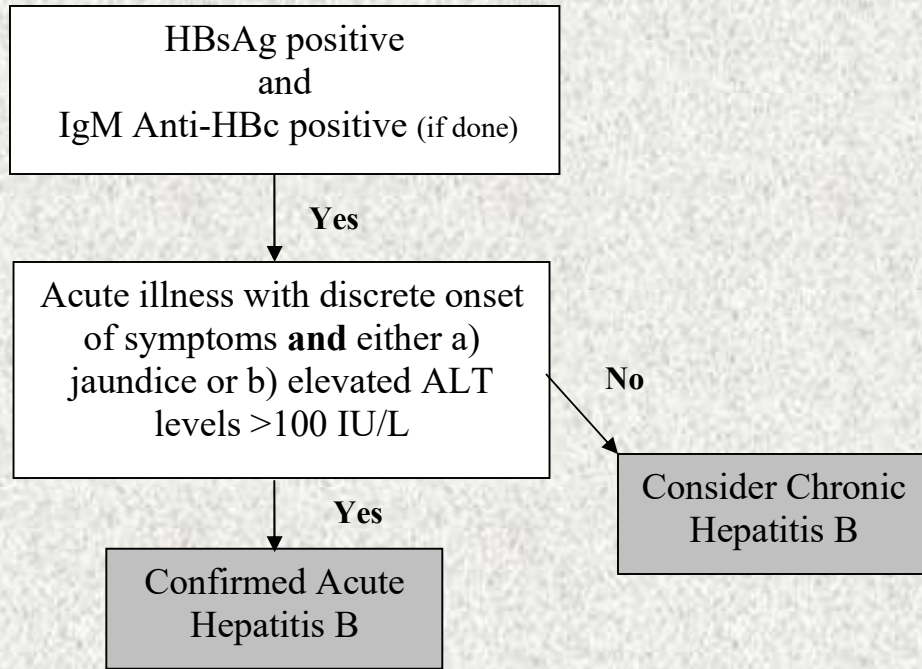 HBsAg positive
and
IgM Anti-HBc positive (if done)
Yes
Acute illness with discrete onset
of symptoms and either a)
jaundice or b) elevated ALT
levels >100 IU/L
No
Consider Chronic
Hepatitis B
Yes
Confirmed Acute
Hepatitis B